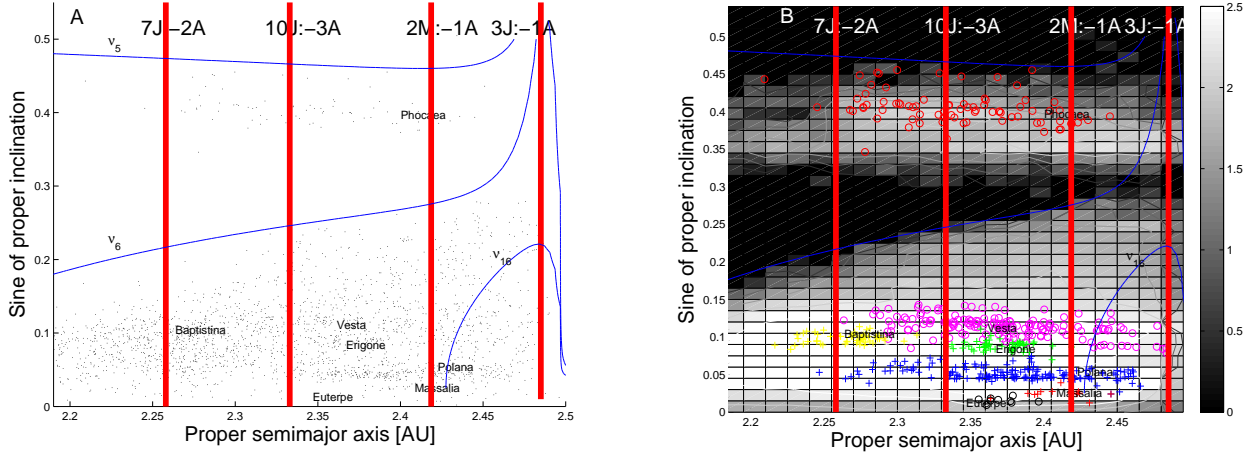 A
7J:-2A 10J:-3A 2M:-1A 3J:-1A
ν5
ν6
ν16
Phocaea
Baptistina
Vesta
Erigone
Polana
Massalia
Euterpe
0.5
0.4
0.3
0.2
0.1
0
2.2 2.25 2.3 2.35 2.4 2.45 2.5
Sine of proper inclination
Proper semimajor axis [AU]
B
7J:-2A 10J:-3A 2M:-1A 3J:-1A
Phocaea
ν16
Baptistina
Vesta
Erigone
Polana
Massalia
Euterpe
0.5
0.45
0.4
0.35
0.3
0.25
0.2
0.15
0.1
0.05
0
2.2 2.25 2.3 2.35 2.4 2.45
Sine of proper inclination
Proper semimajor axis [AU]
2.5
2
1.5
1
0.5
0